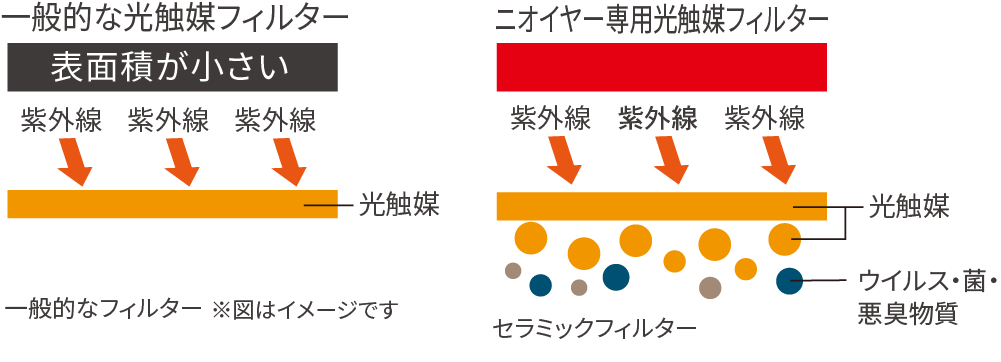 一般的な光触媒フィルター
表面積が小さい
紫外線 紫外線 紫外線
光触媒
一般的なフィルター ※図はイメージです
ニオイヤー専用光触媒フィルター
紫外線 紫外線 紫外線
光触媒
ウイルス・菌・
悪臭物質
セラミックフィルター